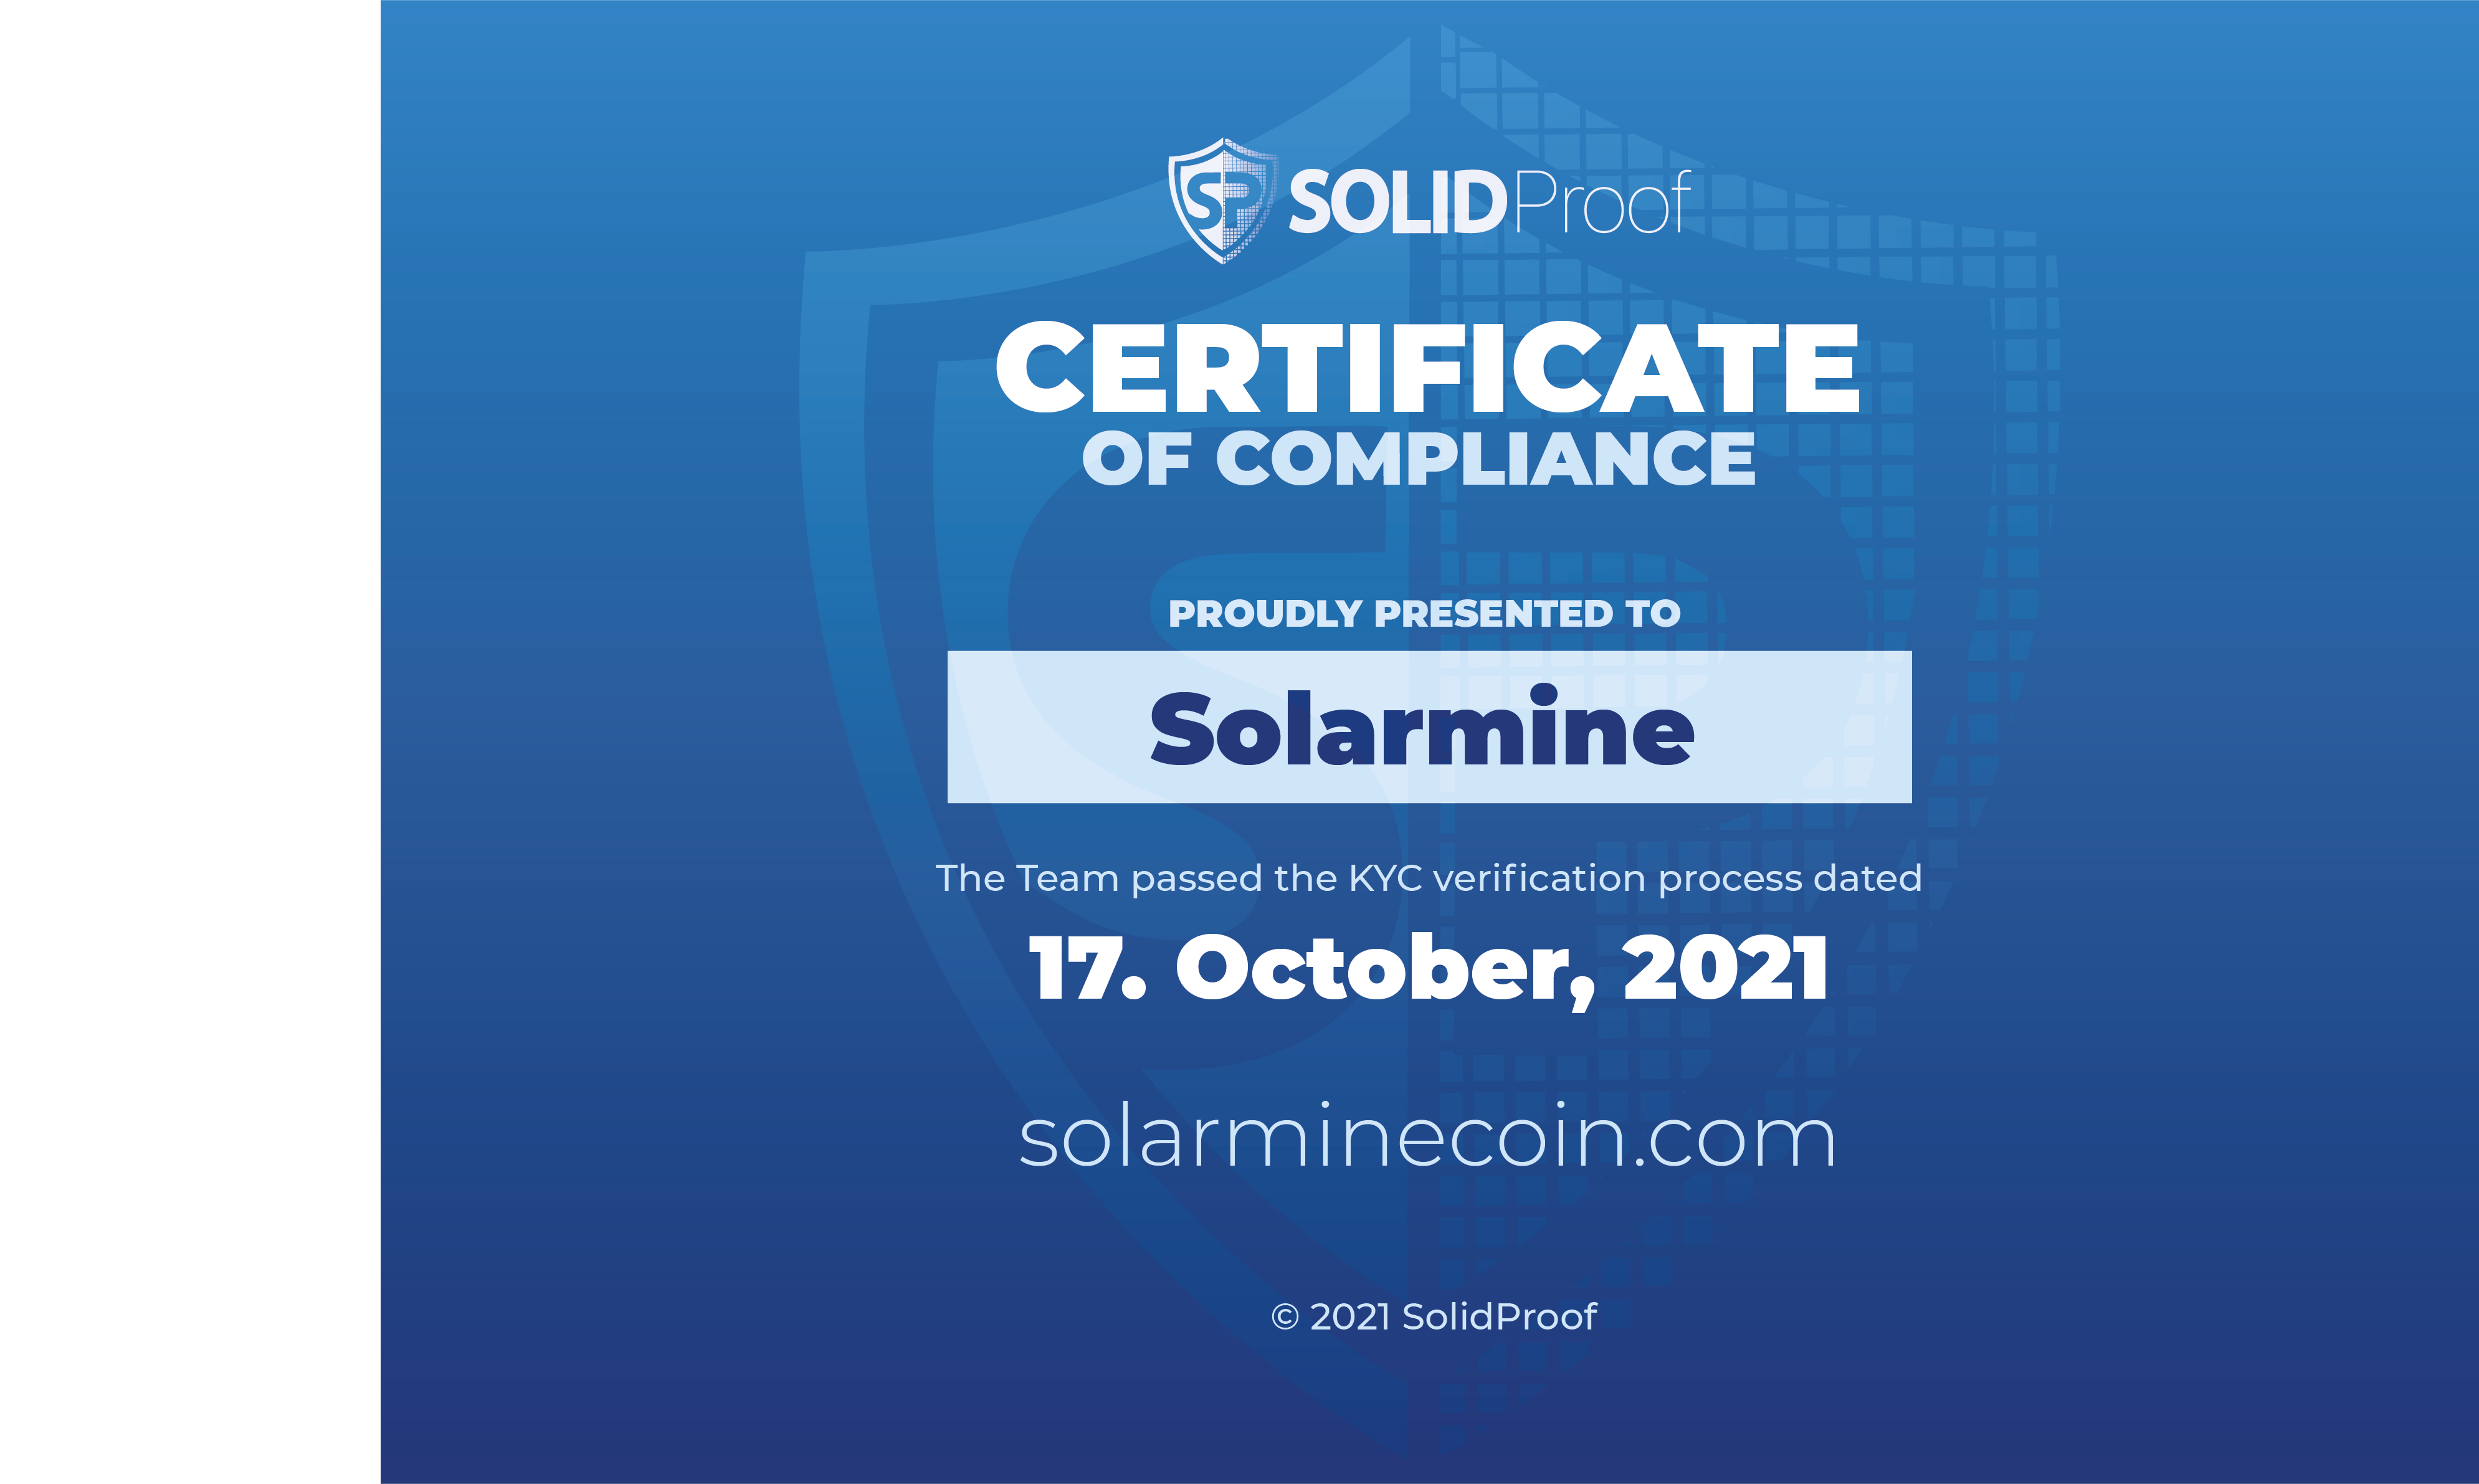 SP SOLIDProof
CERTIFICATE
OF COMPLIANCE
PROUDLY PRESENTED TO
Solarmine
The Team passed the KYC verification process dated
17. October, 2021
solarminecoin.com
© 2021 SolidProof